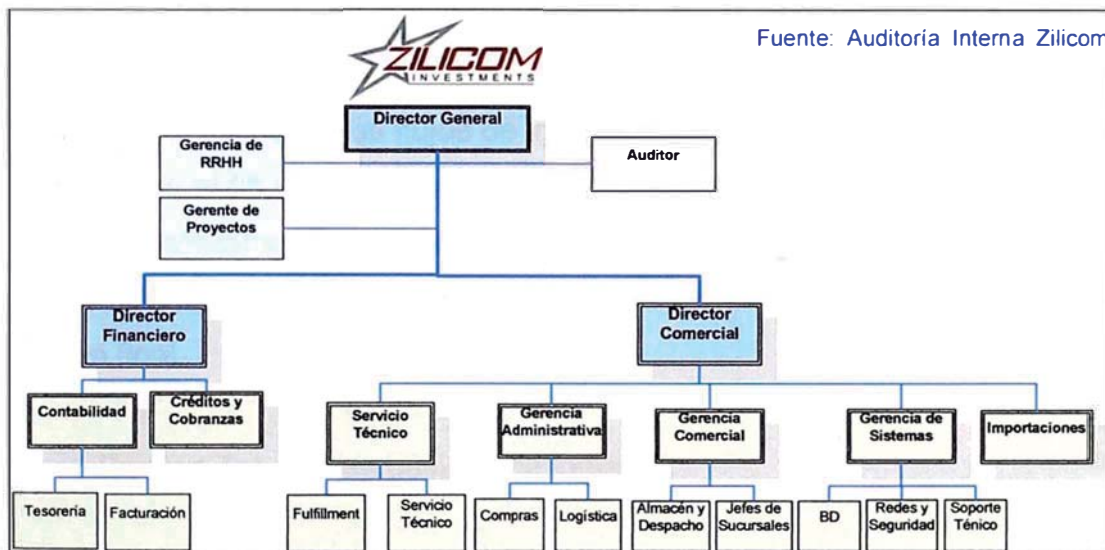 Fuente: Auditoría Interna Zilicom
ZILICOM
INVESTMENTS
Director General
Gerencia de
RRHH
Auditor
Gerente de
Proyectos
Director
Financiero
Director
Comercial
Contabilidad
Créditos y
Cobranzas
Servicio
Técnico
Gerencia
Administrativa
Gerencia
Comercial
Gerencia de
Sistemas
Importaciones
Tesorería
Facturación
Fulfillment
Servicio
Técnico
Compras
Logística
Almacén y
Despacho
Jefes de
Sucursales
BD
Redes y
Seguridad
Soporte
Ténico